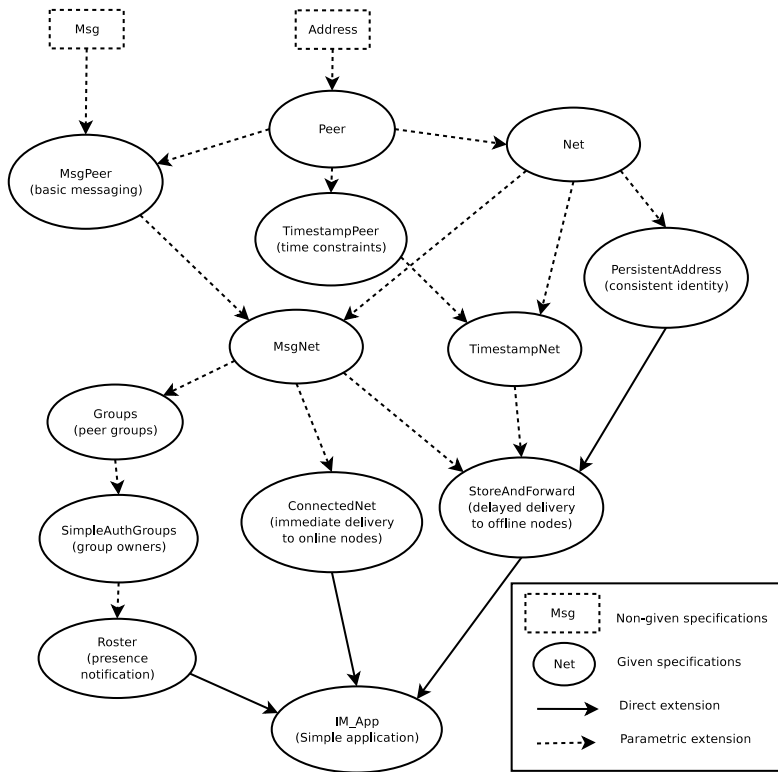 Msg
Address
Peer
Net
MsgPeer
(basic messaging)
TimestampPeer
(time constraints)
PersistentAddress
(consistent identity)
MsgNet
TimestampNet
Groups
(peer groups)
ConnectedNet
(immediate delivery
to online nodes)
StoreAndForward
(delayed delivery
to offline nodes)
SimpleAuthGroups
(group owners)
Roster
(presence
notification)
IM_App
(Simple application)
Msg
Non-given specifications
Net
Given specifications
Direct extension
Parametric extension